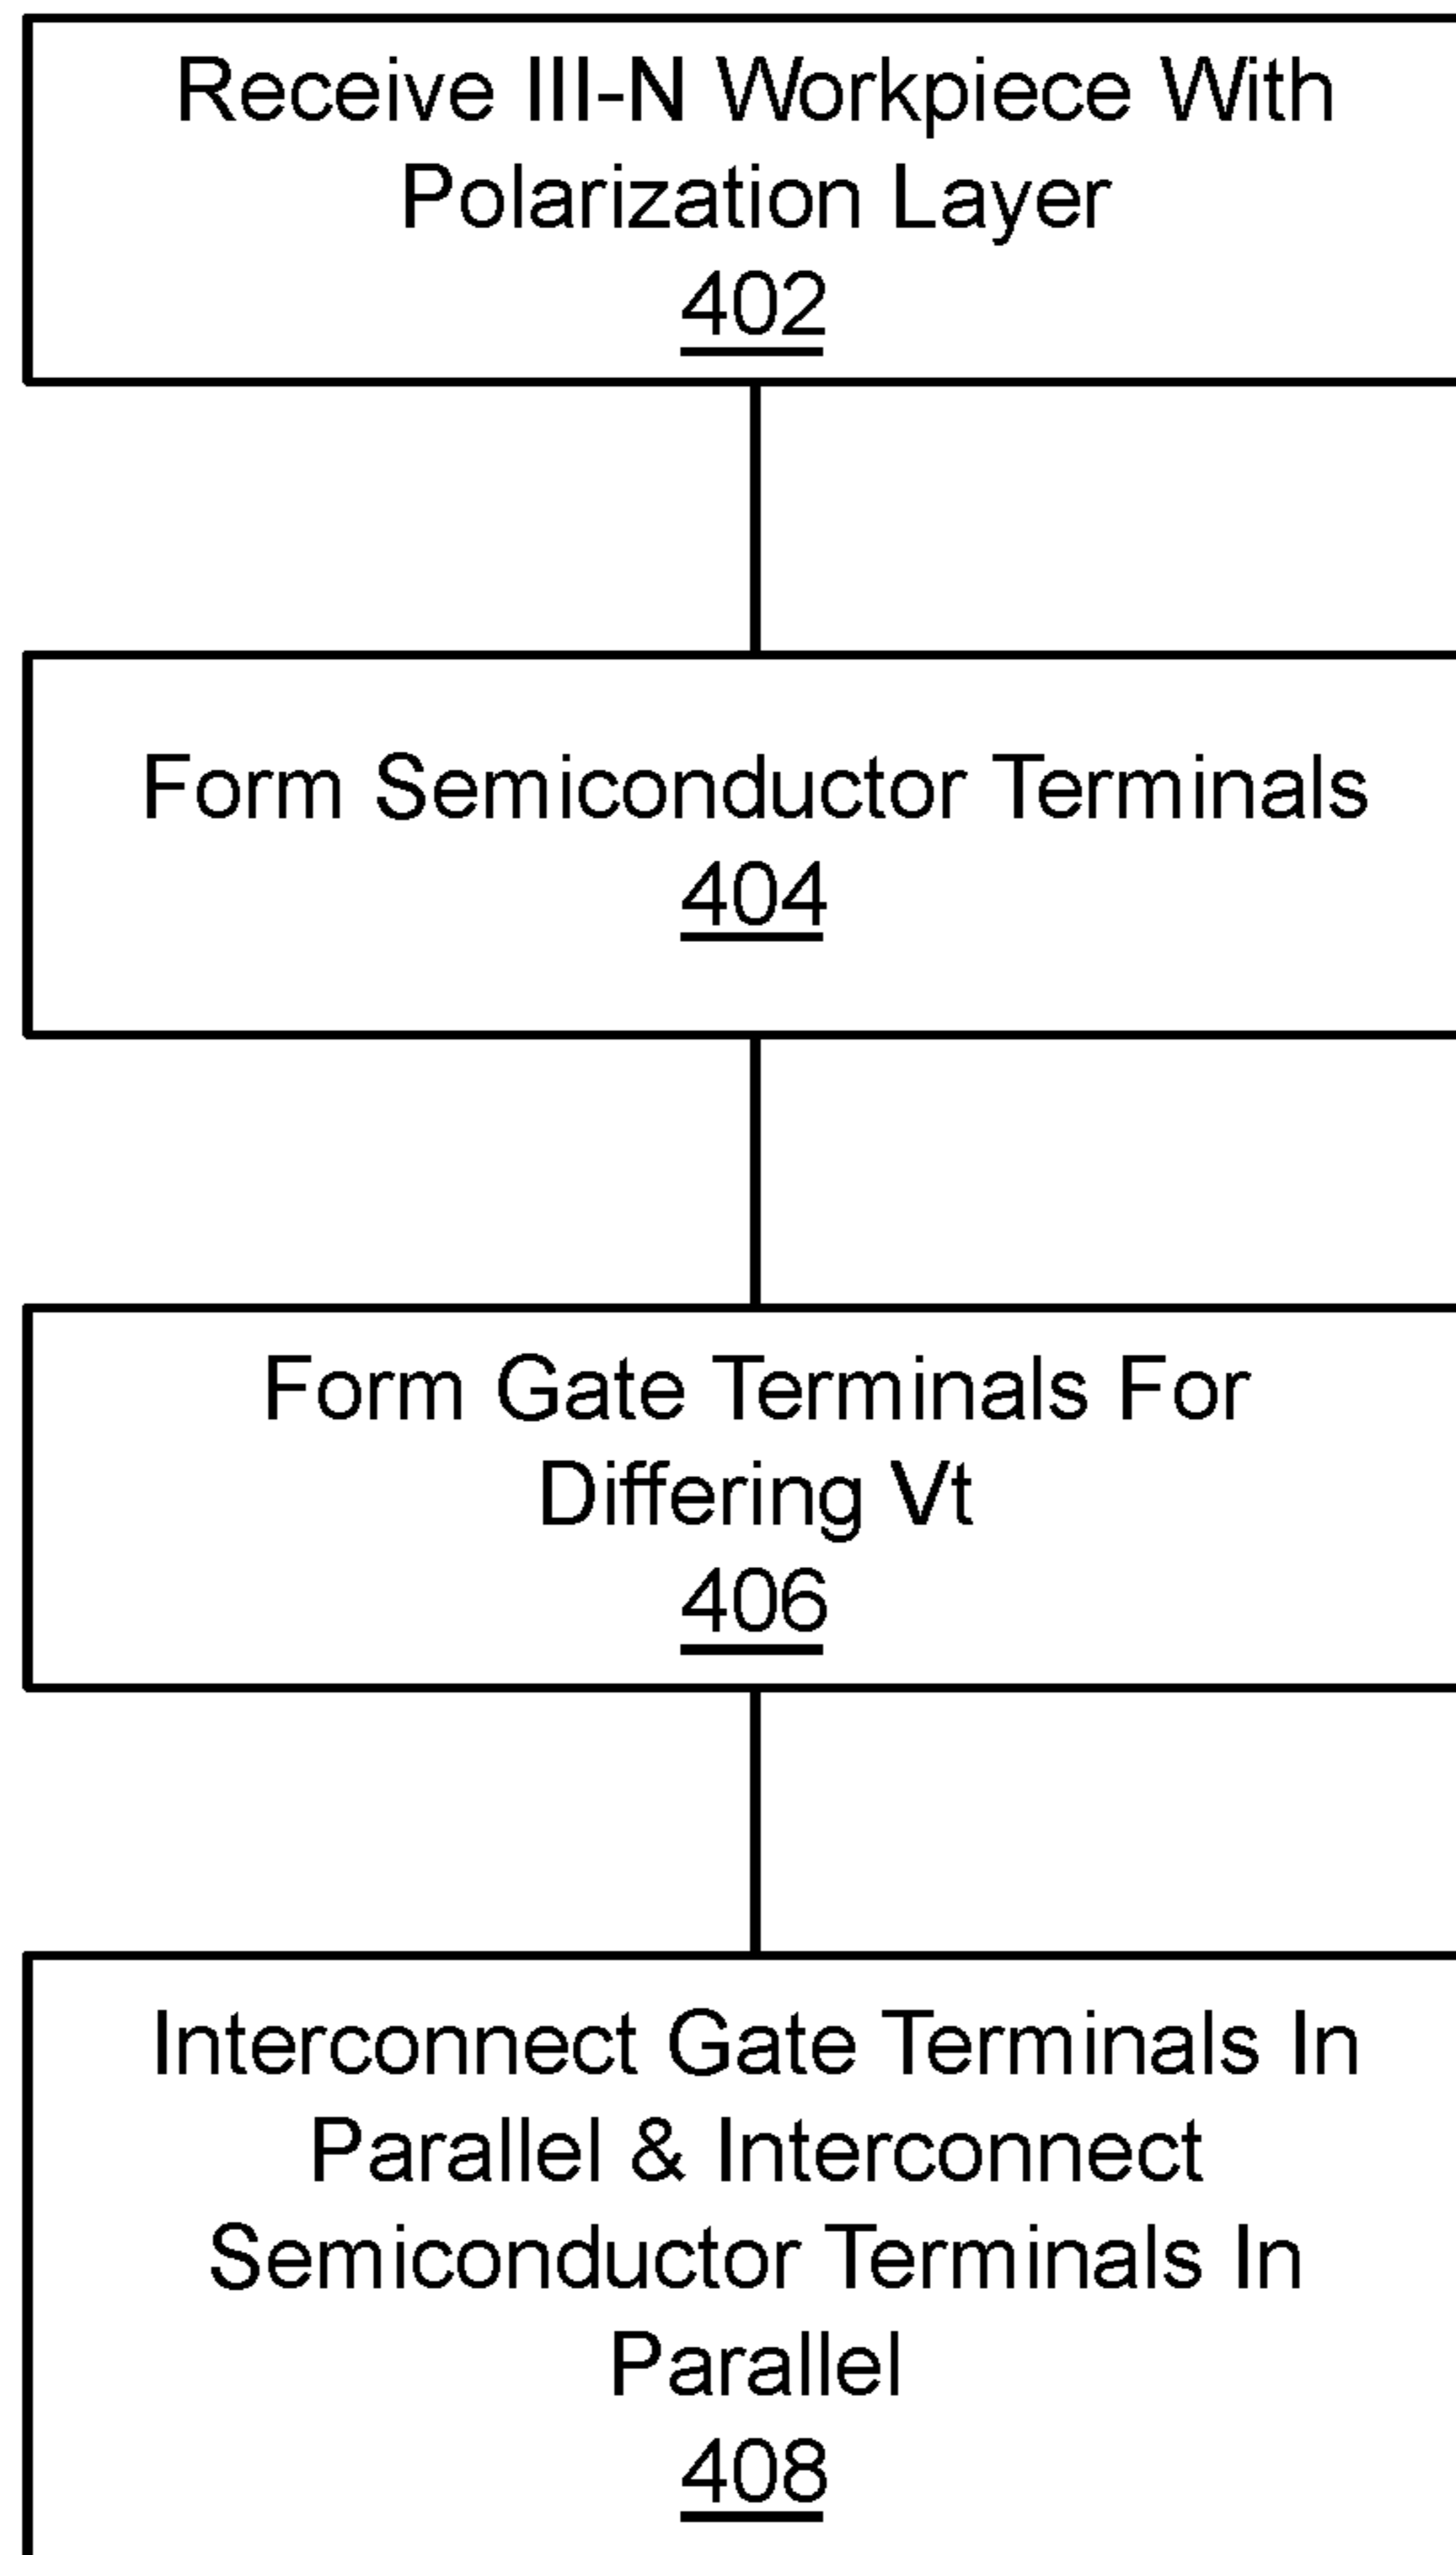 Receive III-N Workpiece With
Polarization Layer
402
Form Semiconductor Terminals
404
Form Gate Terminals For
Differing Vt
406
Interconnect Gate Terminals In
Parallel & Interconnect
Semiconductor Terminals In
Parallel
408